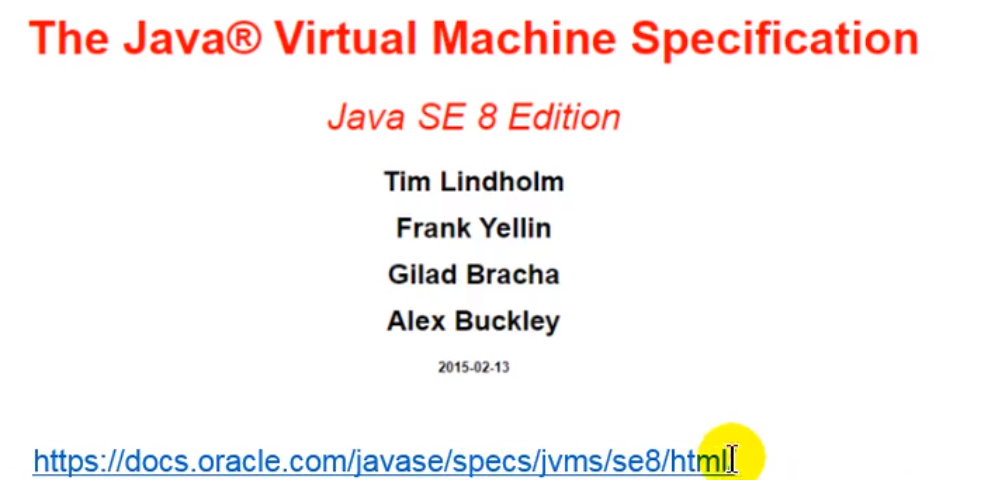 The Java® Virtual Machine Specification
Java SE 8 Edition
Tim Lindholm
Frank Yellin
Gilad Bracha
Alex Buckley
2015-02-13
https://docs.oracle.com/javase/specs/jvms/se8/html